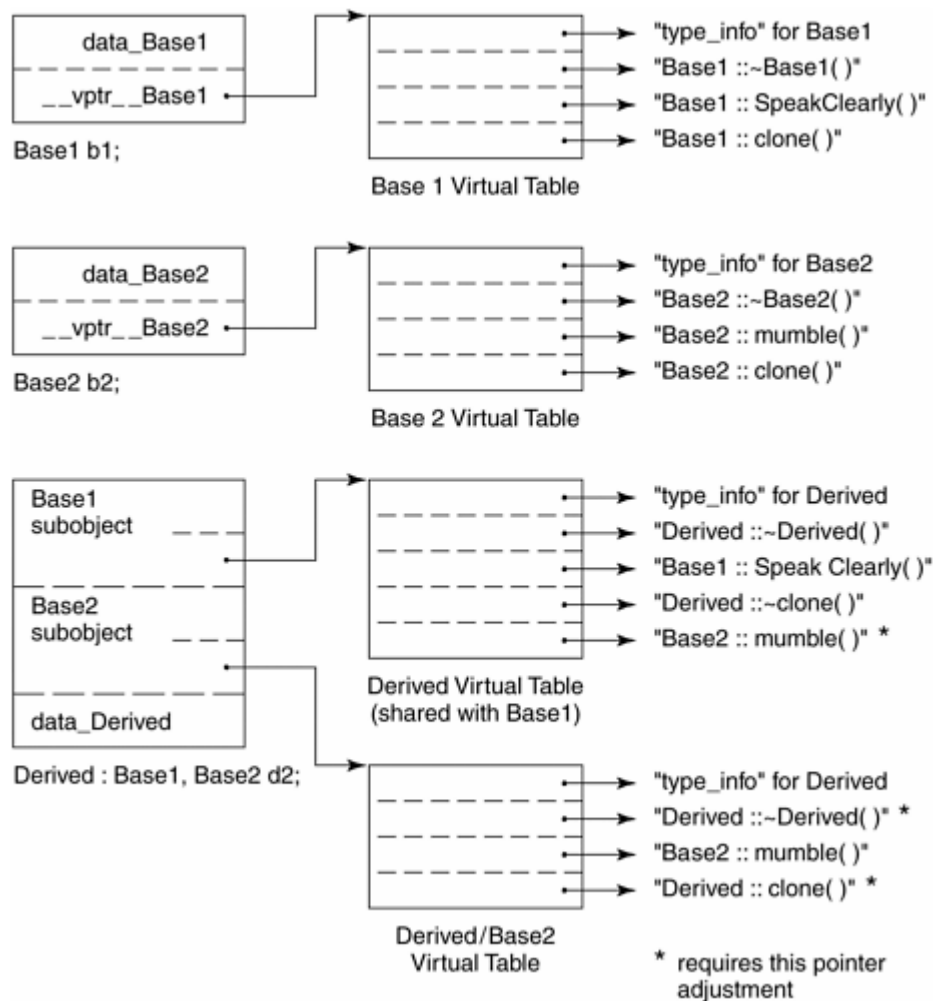 data_Base1
__vptr__Base1
Base1 b1;
"type_info" for Base1
"Base1 ::~Base1( )"
"Base1 :: SpeakClearly( )"
"Base1 :: clone( )"
Base 1 Virtual Table
data_Base2
__vptr__Base2
Base2 b2;
"type_info" for Base2
"Base2 ::~Base2( )"
"Base2 :: mumble( )"
"Base2 :: clone( )"
Base 2 Virtual Table
Base1
subobject
Base2
subobject
data_Derived
Derived : Base1, Base2 d2;
"type_info" for Derived
"Derived ::~Derived( )"
"Base1 :: Speak Clearly( )"
"Derived ::~clone( )"
"Base2 :: mumble( )" *
Derived Virtual Table
(shared with Base1)
"type_info" for Derived
"Derived ::~Derived( )" *
"Base2 :: mumble( )"
"Derived :: clone( )" *
Derived/Base2
Virtual Table
* requires this pointer
adjustment